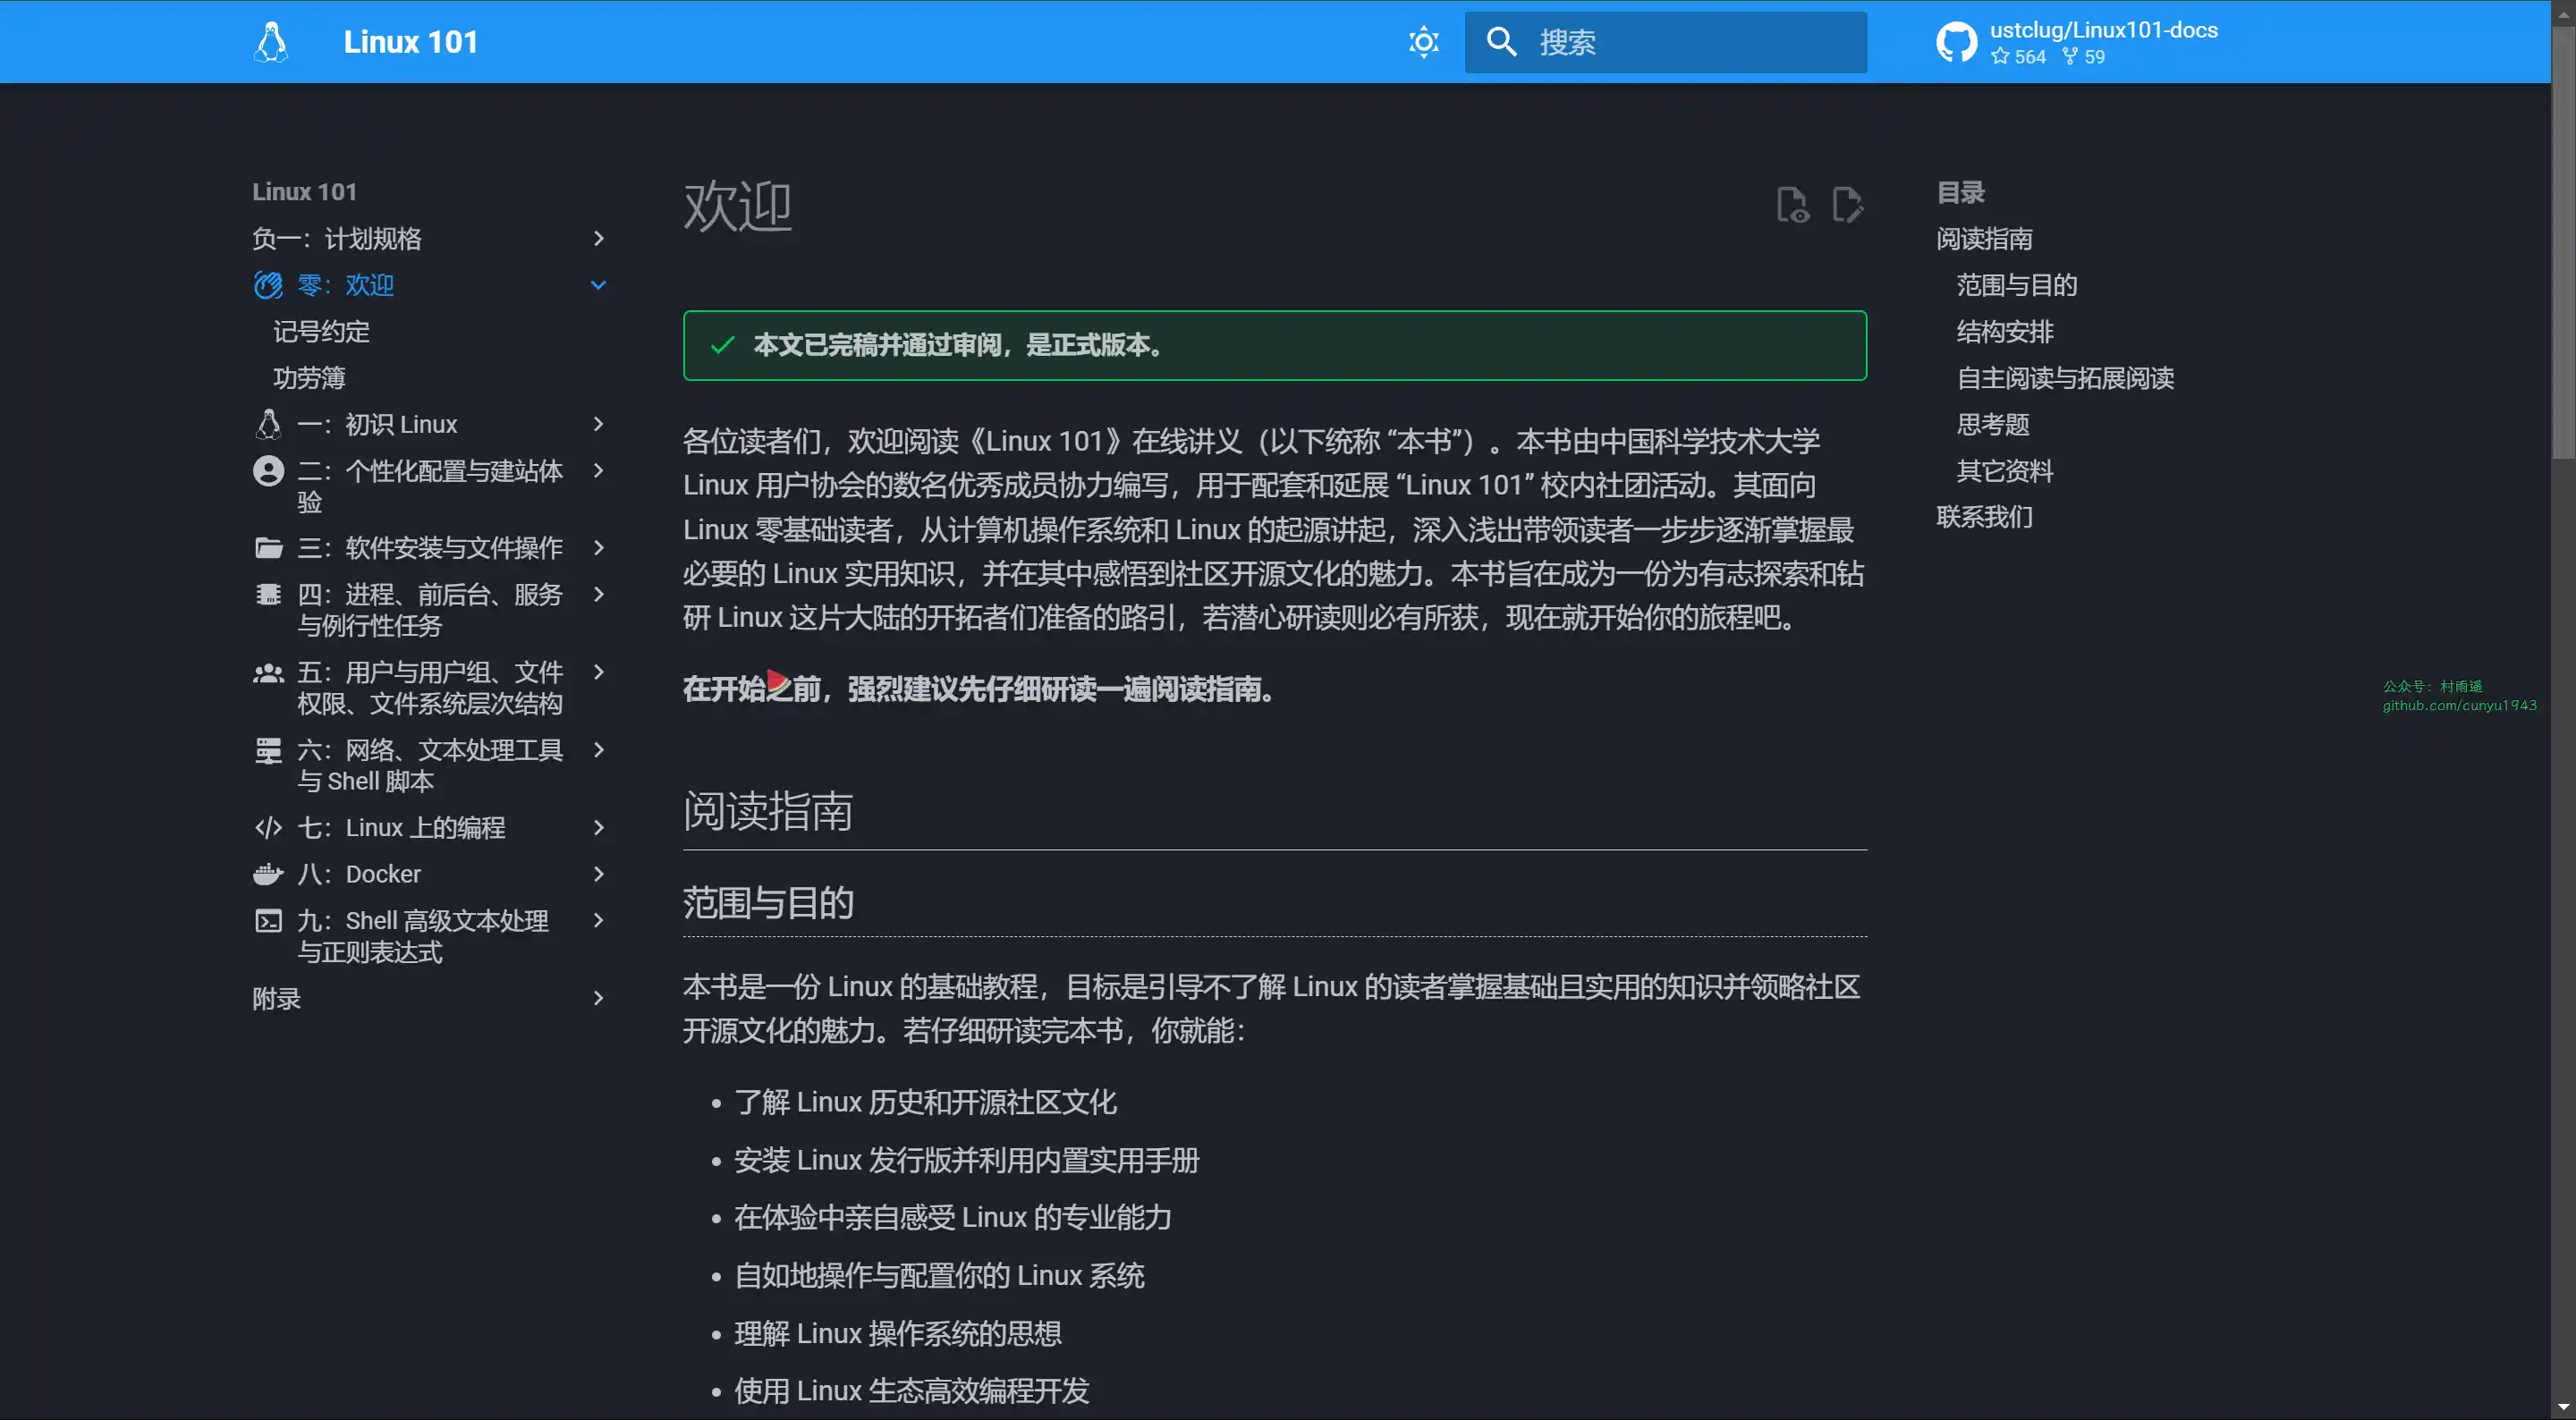 Linux 101
搜索
ustclug/Linux101-docs
564 59
Linux 101
负一：计划规格
零：欢迎
记号约定
功劳簿
一：初识 Linux
二：个性化配置与建站体
验
三：软件安装与文件操作
四：进程、前后台、服务
与例行性任务
五：用户与用户组、文件
权限、文件系统层次结构
六：网络、文本处理工具
与 Shell 脚本
七：Linux 上的编程
八：Docker
九：Shell 高级文本处理
与正则表达式
附录
欢迎
本文已完稿并通过审阅，是正式版本。
各位读者们，欢迎阅读《Linux 101》在线讲义（以下统称 “本书”）。本书由中国科学技术大学
Linux 用户协会的数名优秀成员协力编写，用于配套和延展 “Linux 101” 校内社团活动。其面向
Linux 零基础读者，从计算机操作系统和 Linux 的起源讲起，深入浅出带领读者一步步逐渐掌握最
必要的 Linux 实用知识，并在其中感悟到社区开源文化的魅力。本书旨在成为一份为有志探索和钻
研 Linux 这片大陆的开拓者们准备的路引，若潜心研读则必有所获，现在就开始你的旅程吧。
在开始之前，强烈建议先仔细研读一遍阅读指南。
阅读指南
范围与目的
本书是一份 Linux 的基础教程，目标是引导不了解 Linux 的读者掌握基础且实用的知识并领略社区
开源文化的魅力。若仔细研读完本书，你就能：
了解 Linux 历史和开源社区文化
安装 Linux 发行版并利用内置实用手册
在体验中亲自感受 Linux 的专业能力
自如地操作与配置你的 Linux 系统
理解 Linux 操作系统的思想
使用 Linux 生态高效编程开发
目录
阅读指南
范围与目的
结构安排
自主阅读与拓展阅读
思考题
其它资料
联系我们
公众号：村雨遥
github.com/cunyu1943